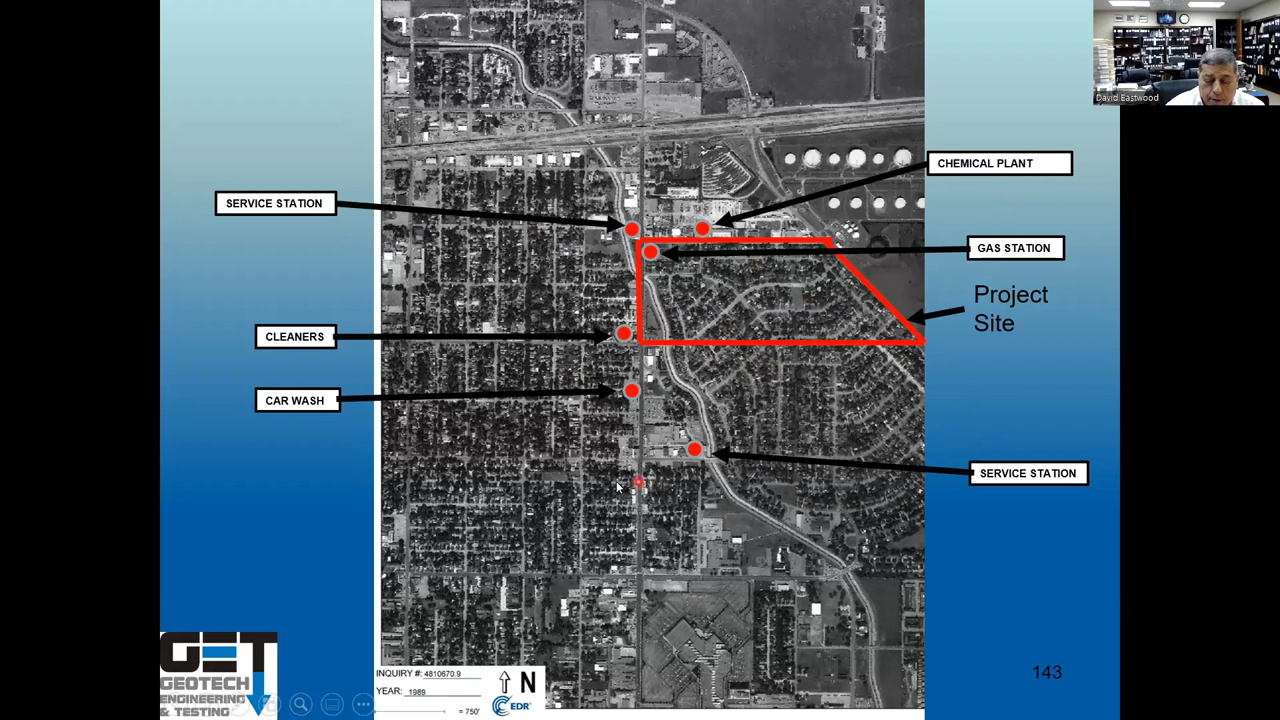 David Eastwood
CHEMICAL PLANT
SERVICE STATION
GAS STATION
Project
Site
CLEANERS
CAR WASH
SERVICE STATION
GET
GEOTECH
ENGINEERING
& TESTING
INQUIRY #: 4810670.9
YEAR: 1989
= 750'
N
EDR
143